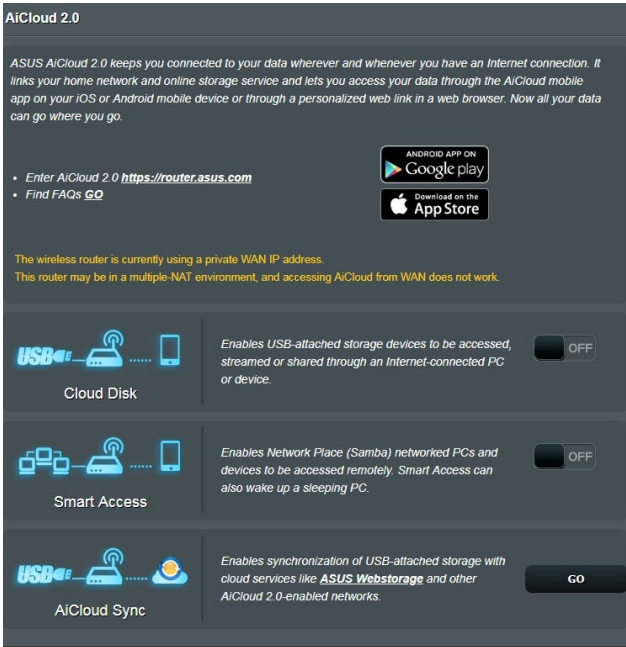 AiCloud 2.0
ASUS AiCloud 2.0 keeps you connected to your data wherever and whenever you have an Internet connection. It
links your home network and online storage service and lets you access your data through the AiCloud mobile
app on your iOS or Android mobile device or through a personalized web link in a web browser. Now all your data
can go where you go.
• Enter AiCloud 2.0 https://router.asus.com
• Find FAQs GO
ANDROID APP ON
Google play
Download on the
App Store
The wireless router is currently using a private WAN IP address.
This router may be in a multiple-NAT environment, and accessing AiCloud from WAN does not work.
USB
Cloud Disk
Enables USB-attached storage devices to be accessed,
streamed or shared through an Internet-connected PC
or device.
OFF
Smart Access
Enables Network Place (Samba) networked PCs and
devices to be accessed remotely. Smart Access can
also wake up a sleeping PC.
OFF
USB
AiCloud Sync
Enables synchronization of USB-attached storage with
cloud services like ASUS Webstorage and other
AiCloud 2.0-enabled networks.
GO